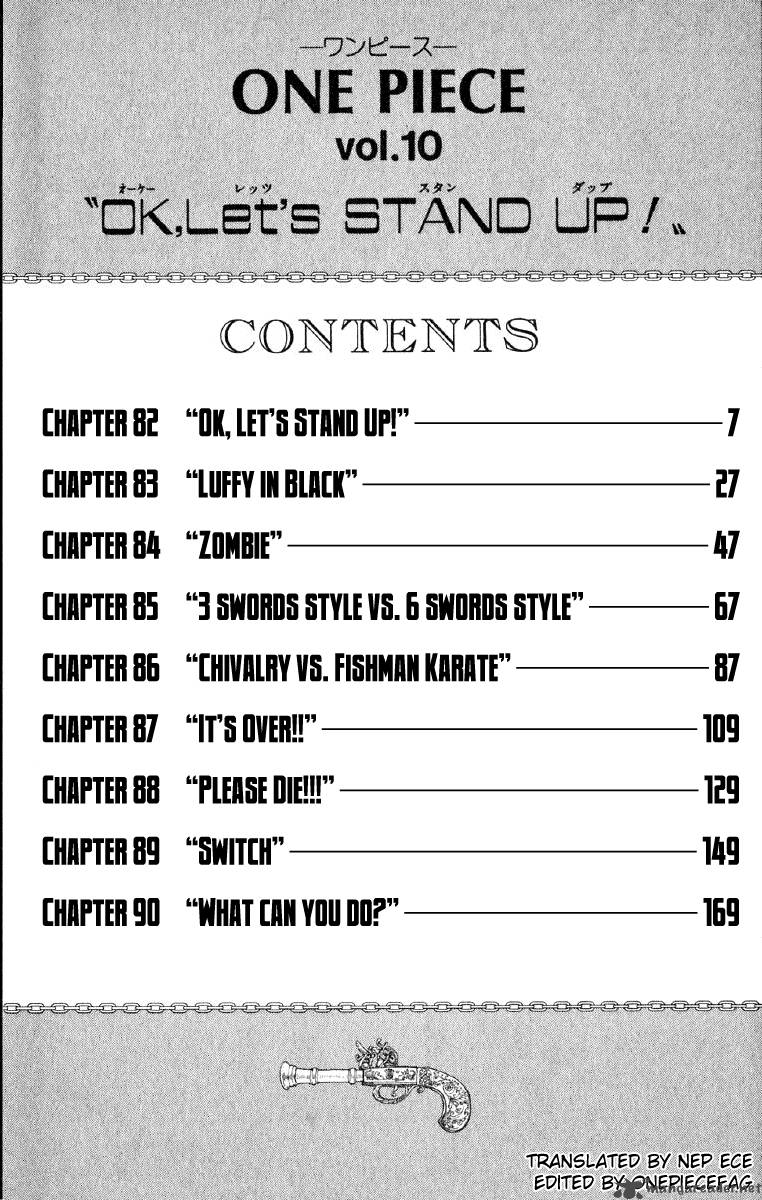 —ワンピース—
ONE PIECE
vol.10
オーケー レッツ スタン ダップ
〝OK,Let's STAND UP!〟
CONTENTS
CHAPTER 82 “OK, LET'S STAND UP!” 7
CHAPTER 83 “LUFFY IN BLACK” 27
CHAPTER 84 “ZOMBIE” 47
CHAPTER 85 “3 SWORDS STYLE VS. 6 SWORDS STYLE” 67
CHAPTER 86 “CHIVALRY VS. FISHMAN KARATE” 87
CHAPTER 87 “IT'S OVER!!” 109
CHAPTER 88 “PLEASE DIE!!!” 129
CHAPTER 89 “SWITCH” 149
CHAPTER 90 “WHAT CAN YOU DO?” 169
TRANSLATED BY NEP ECE
EDITED BY ONEPIECEFAG
mangareader.net